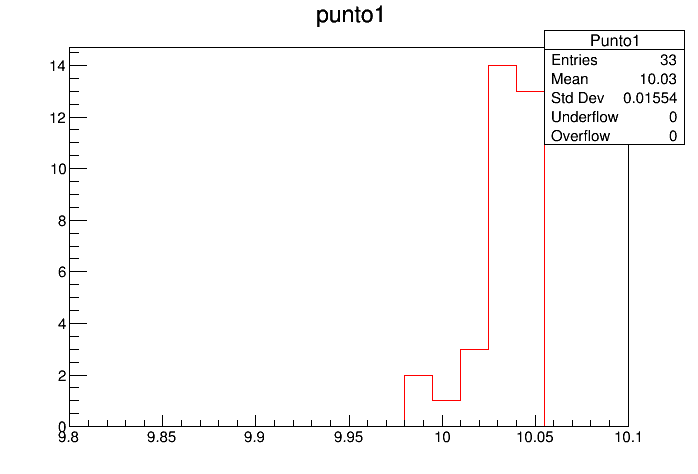 punto1
Punto1
Entries 33
Mean 10.03
Std Dev 0.01554
Underflow 0
Overflow 0
14
12
10
8
6
4
2
0
9.8 9.85 9.9 9.95 10 10.05 10.1